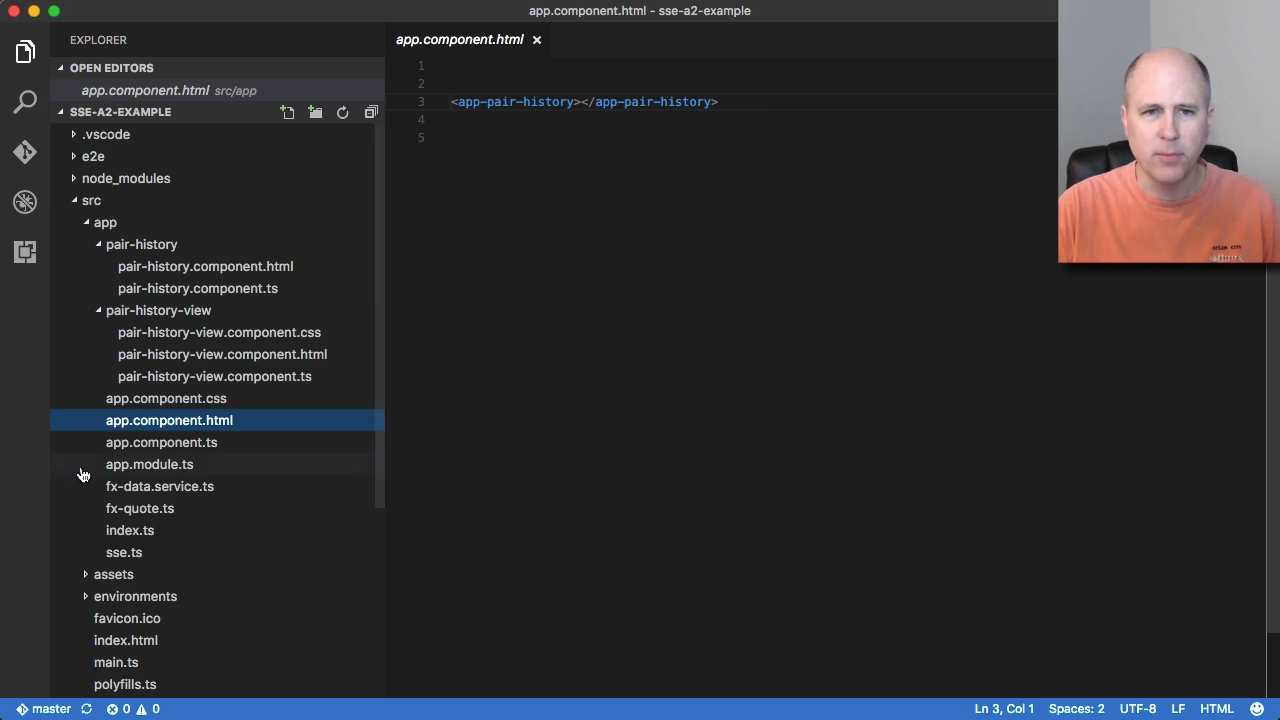 app.component.html - sse-a2-example
EXPLORER
OPEN EDITORS
app.component.html src/app
SSE-A2-EXAMPLE
.vscode
e2e
node_modules
src
app
pair-history
pair-history.component.html
pair-history.component.ts
pair-history-view
pair-history-view.component.css
pair-history-view.component.html
pair-history-view.component.ts
app.component.css
app.component.html
app.component.ts
app.module.ts
fx-data.service.ts
fx-quote.ts
index.ts
sse.ts
assets
environments
favicon.ico
index.html
main.ts
polyfills.ts
app.component.html ×
1
2
3 <app-pair-history></app-pair-history>
4
5
OCEAN CITY
master 0 0
Ln 3, Col 1 Spaces: 2 UTF-8 LF HTML